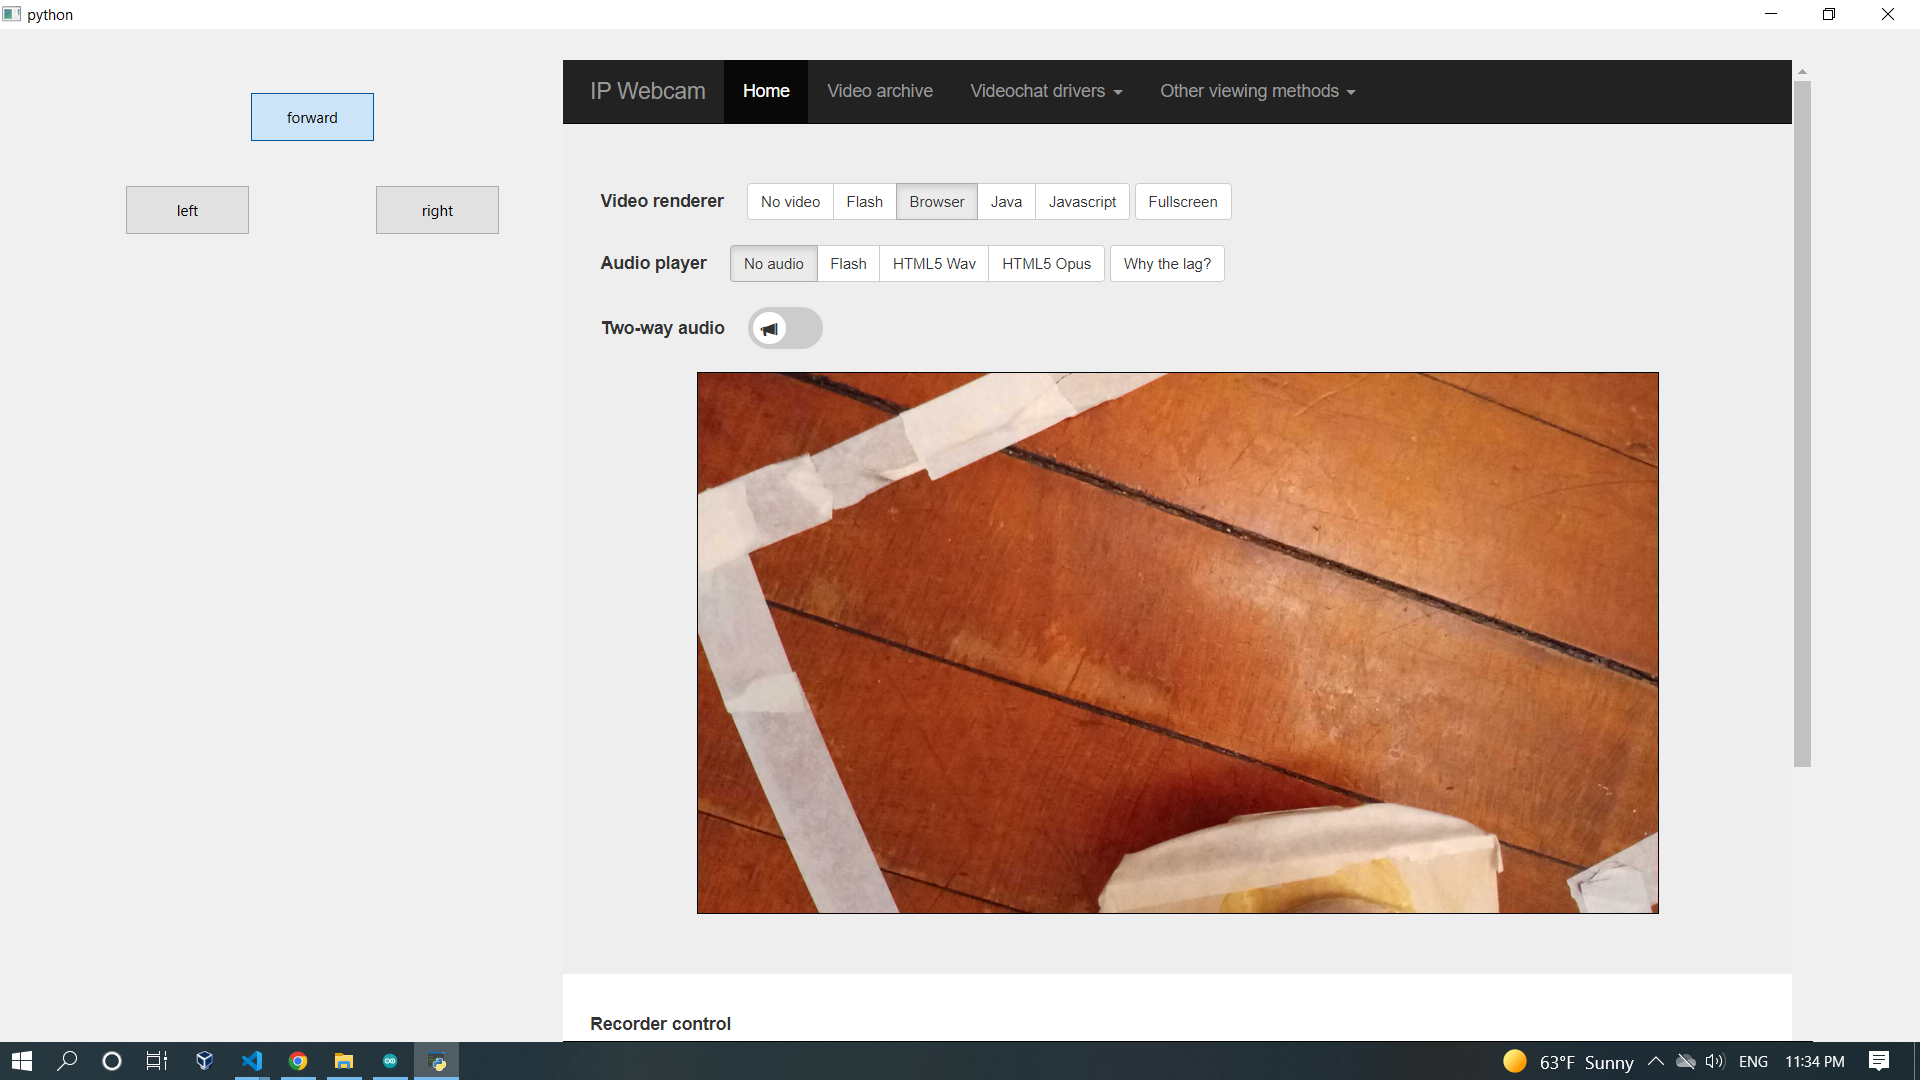 python
forward
left right
IP Webcam Home Video archive Videochat drivers Other viewing methods
Video renderer No video Flash Browser Java Javascript Fullscreen
Audio player No audio Flash HTML5 Wav HTML5 Opus Why the lag?
Two-way audio
Recorder control
63°F Sunny ENG 11:34 PM